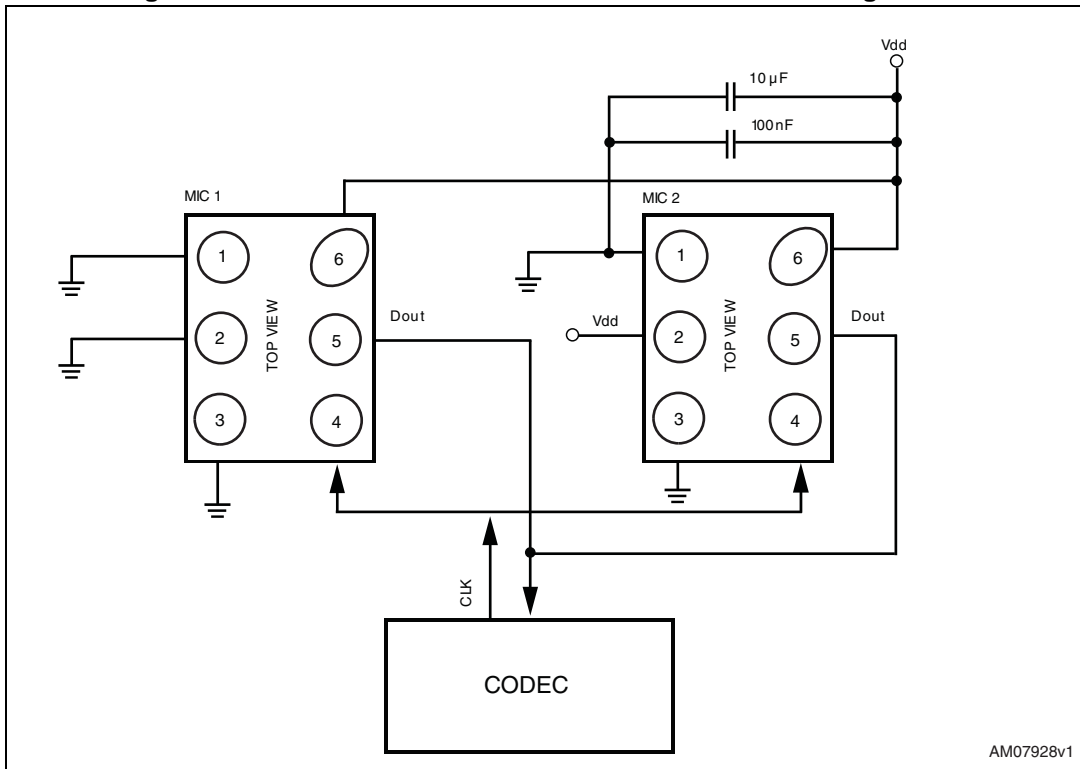 Vdd
10 µF
100nF
MIC 1
1
6
2
5
3
4
TOP VIEW
Dout
MIC 2
1
6
2
5
3
4
TOP VIEW
Vdd
Dout
CLK
CODEC
AM07928v1